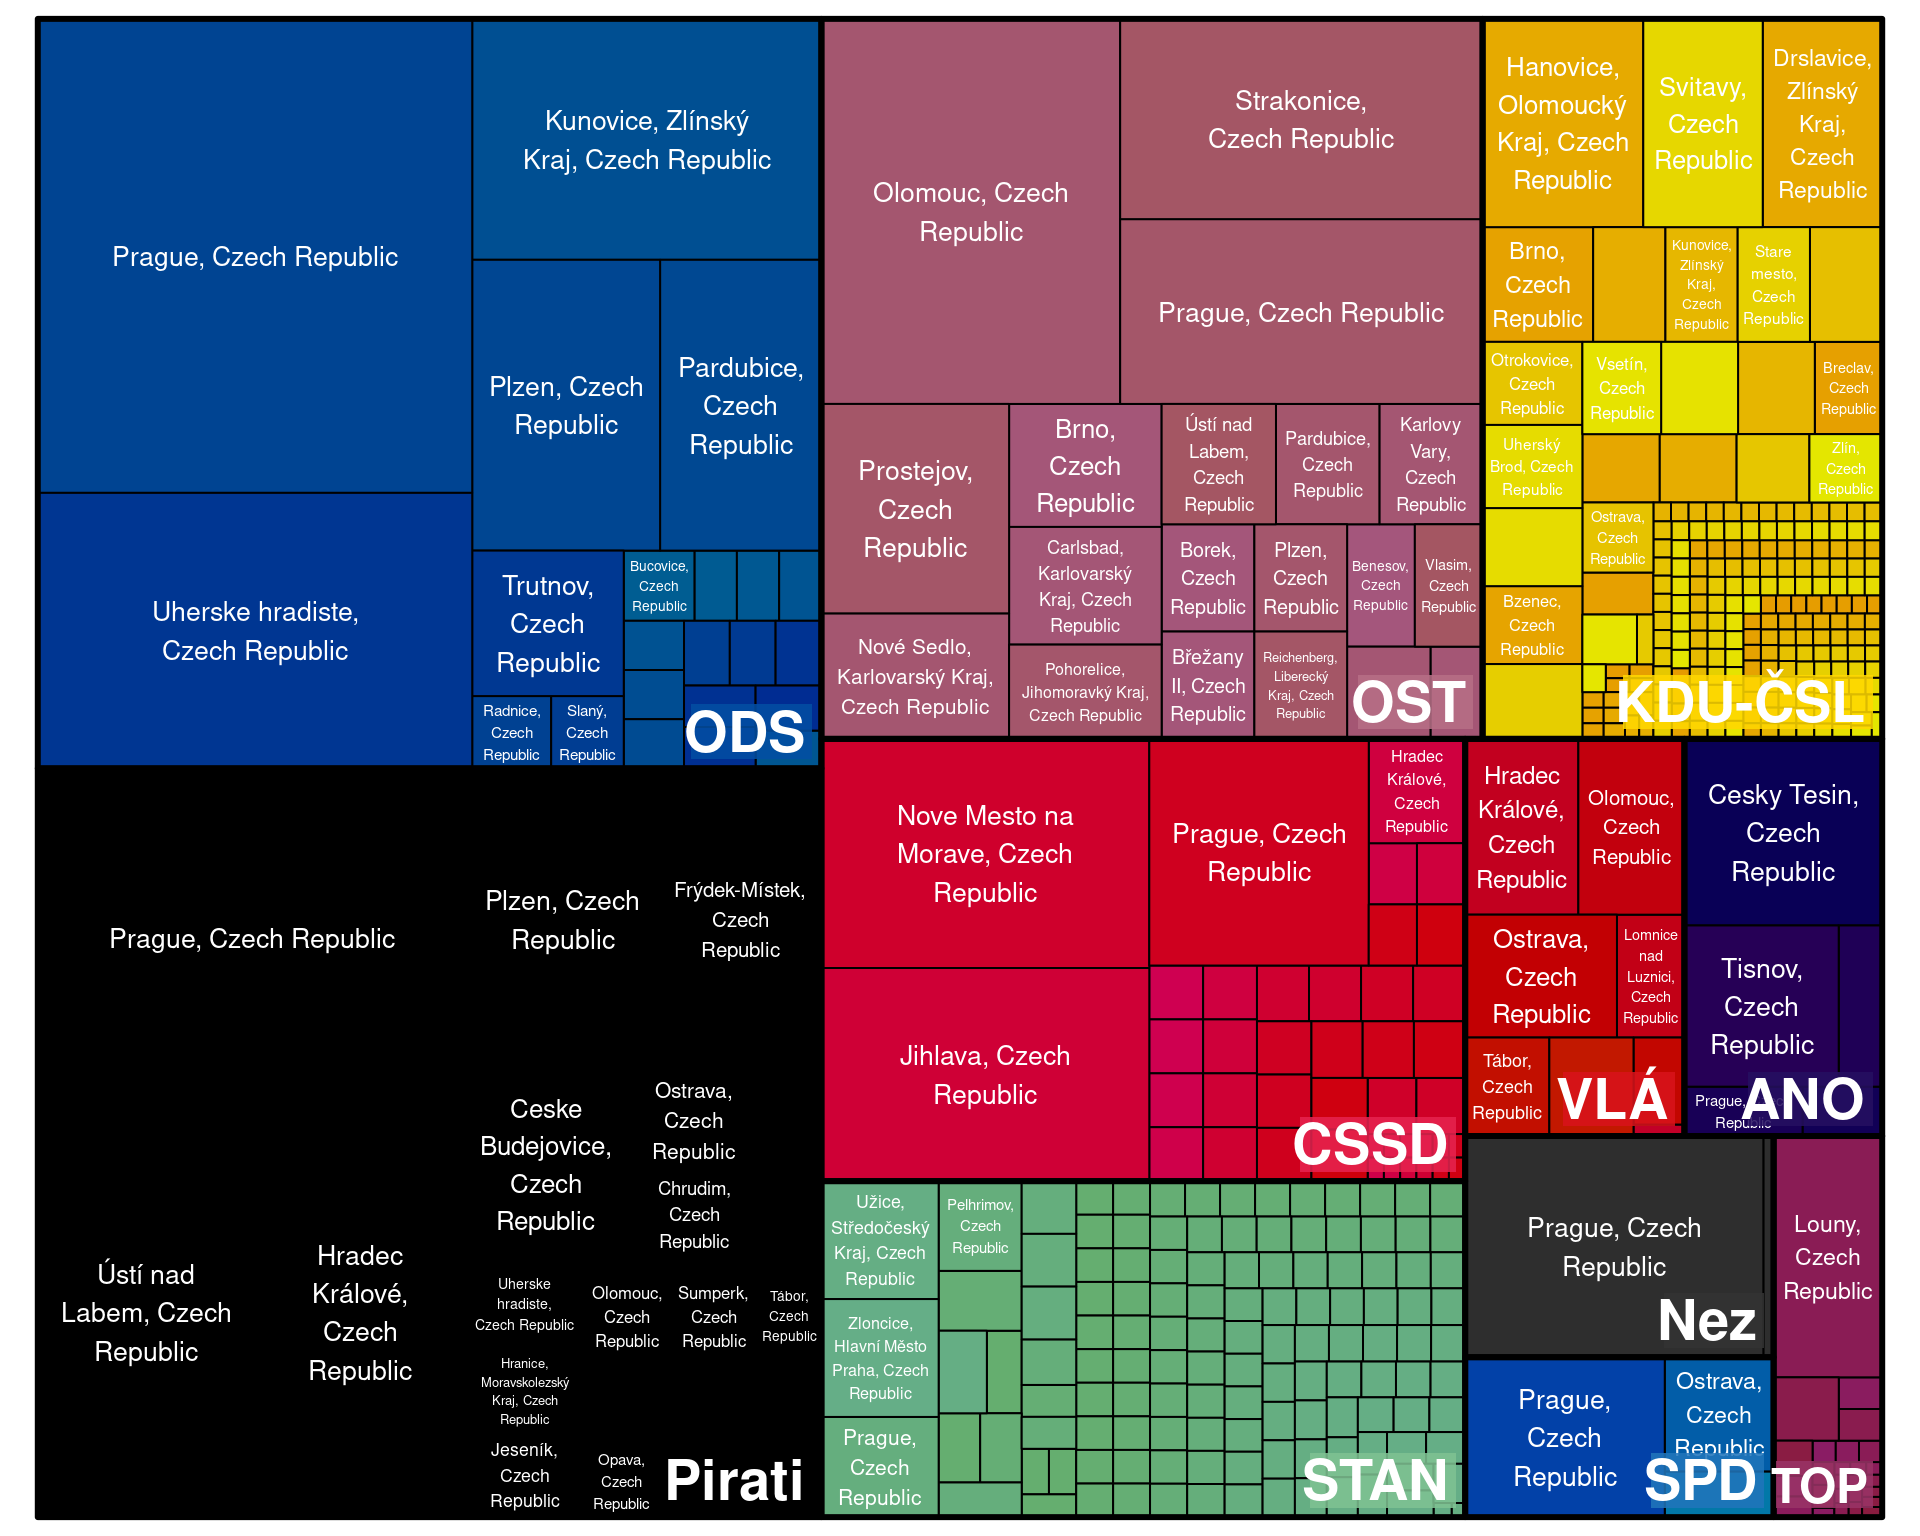 Prague, Czech Republic
Kunovice, Zlínský
Kraj, Czech Republic
Plzen, Czech
Republic
Pardubice,
Czech
Republic
Uherske hradiste,
Czech Republic
Trutnov,
Czech
Republic
Bucovice,
Czech
Republic
Radnice,
Czech
Republic
Slaný,
Czech
Republic
ODS
Olomouc, Czech
Republic
Strakonice,
Czech Republic
Prague, Czech Republic
Prostejov,
Czech
Republic
Brno,
Czech
Republic
Ústí nad
Labem,
Czech
Republic
Pardubice,
Czech
Republic
Karlovy
Vary,
Czech
Republic
Carlsbad,
Karlovarský
Kraj, Czech
Republic
Borek,
Czech
Republic
Plzen,
Czech
Republic
Benesov,
Czech
Republic
Vlasim,
Czech
Republic
Nové Sedlo,
Karlovarský Kraj,
Czech Republic
Pohorelice,
Jihomoravký Kraj,
Czech Republic
Břežany
II, Czech
Republic
Reichenberg,
Liberecký
Kraj, Czech
Republic
OST
Hanovice,
Olomoucký
Kraj, Czech
Republic
Svitavy,
Czech
Republic
Drslavice,
Zlínský
Kraj,
Czech
Republic
Brno,
Czech
Republic
Kunovice,
Zlínský
Kraj,
Czech
Republic
Stare
mesto,
Czech
Republic
Otrokovice,
Czech
Republic
Vsetín,
Czech
Republic
Breclav,
Czech
Republic
Uherský
Brod, Czech
Republic
Zlín,
Czech
Republic
Ostrava,
Czech
Republic
Bzenec,
Czech
Republic
KDU-ČSL
Prague, Czech Republic
Plzen, Czech
Republic
Frýdek-Místek,
Czech
Republic
Ceske
Budejovice,
Czech
Republic
Ostrava,
Czech
Republic
Chrudim,
Czech
Republic
Ústí nad
Labem, Czech
Republic
Hradec
Králové,
Czech
Republic
Uherske
hradiste,
Czech Republic
Olomouc,
Czech
Republic
Sumperk,
Czech
Republic
Tábor,
Czech
Republic
Hranice,
Moravskolezský
Kraj, Czech
Republic
Jeseník,
Czech
Republic
Opava,
Czech
Republic
Pirati
Nove Mesto na
Morave, Czech
Republic
Prague, Czech
Republic
Hradec
Králové,
Czech
Republic
Jihlava, Czech
Republic
CSSD
Užice,
Středočeský
Kraj, Czech
Republic
Pelhrimov,
Czech
Republic
Zloncice,
Hlavní Město
Praha, Czech
Republic
Prague,
Czech
Republic
STAN
Hradec
Králové,
Czech
Republic
Olomouc,
Czech
Republic
Ostrava,
Czech
Republic
Lomnice
nad
Luznici,
Czech
Republic
Tábor,
Czech
Republic
VLÁ
Cesky Tesin,
Czech
Republic
Tisnov,
Czech
Republic
Prague,
Republic
ANO
Prague, Czech
Republic
Nez
Louny,
Czech
Republic
TOP
Prague,
Czech
Republic
Ostrava,
Czech
Republic
SPD